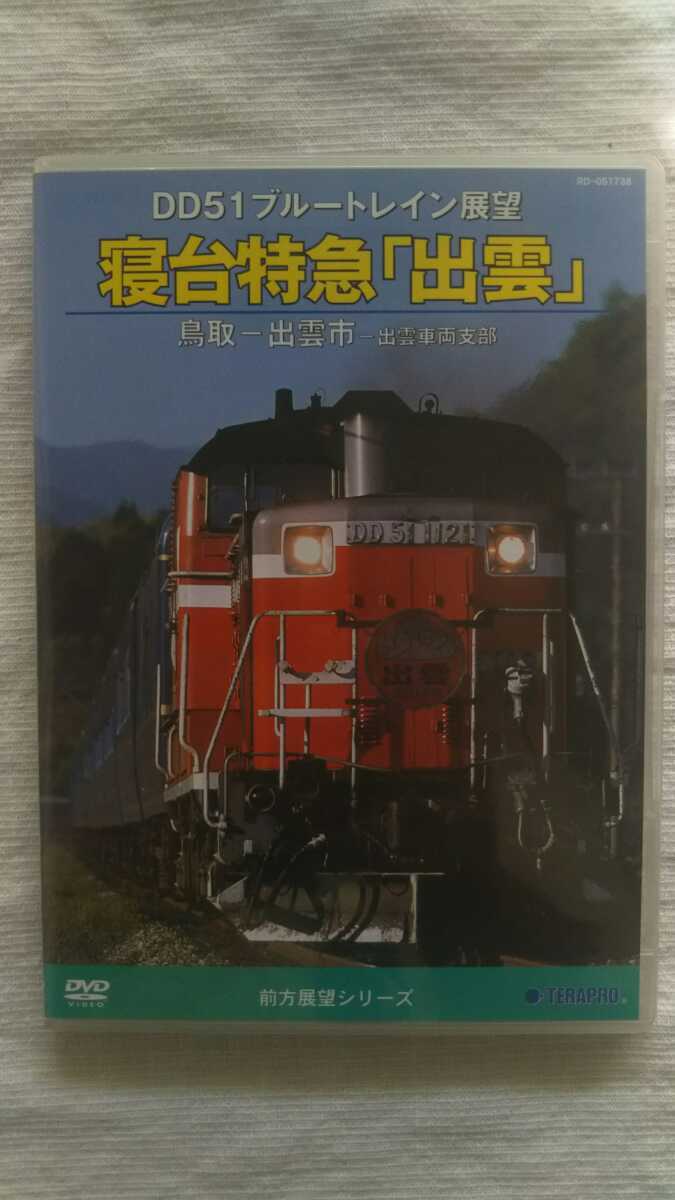 RD-051738
DD51ブルートレイン展望
寝台特急「出雲」
鳥取－出雲市－出雲車両支部
DD 51 1121
出雲
DVD
VIDEO
前方展望シリーズ
TERAPRO®